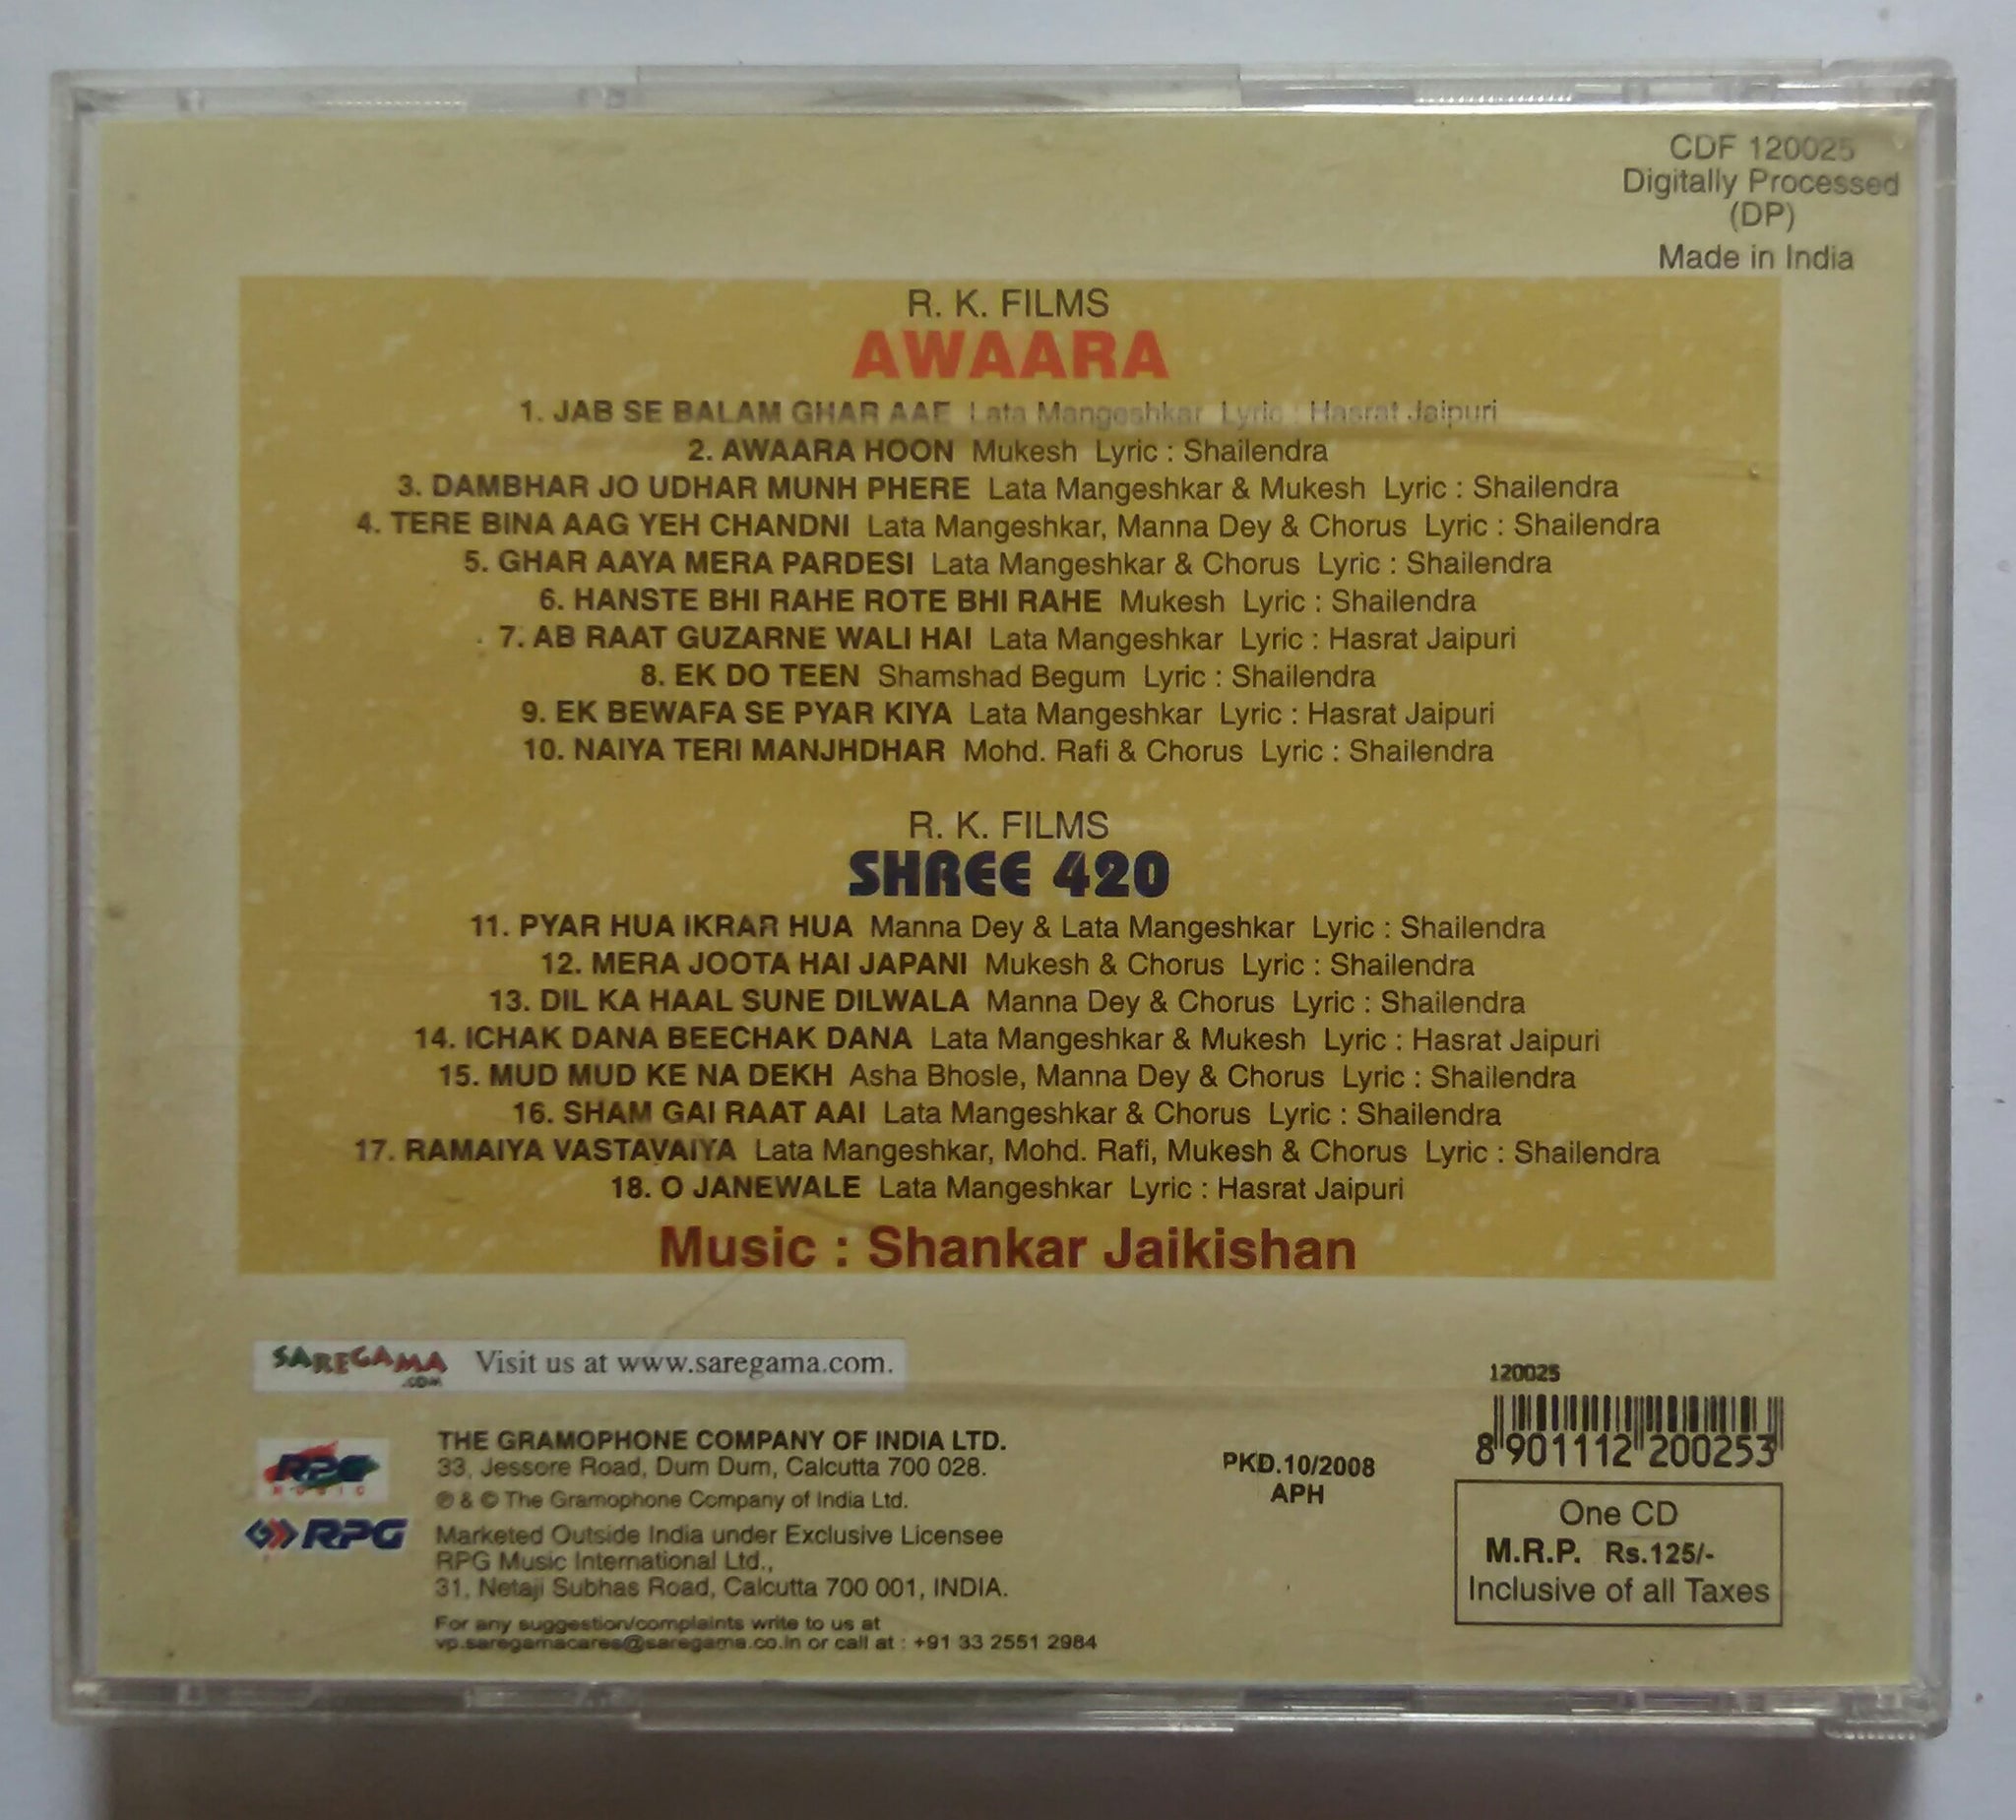 CDF 120025
Digitally Processed
(DP)
Made in India
R. K. FILMS
AWAARA
1. JAB SE BALAM GHAR AAE Lata Mangeshkar Lyric : Hasrat Jaipuri
2. AWAARA HOON Mukesh Lyric : Shailendra
3. DAMBHAR JO UDHAR MUNH PHERE Lata Mangeshkar & Mukesh Lyric : Shailendra
4. TERE BINA AAG YEH CHANDNI Lata Mangeshkar, Manna Dey & Chorus Lyric : Shailendra
5. GHAR AAYA MERA PARDESI Lata Mangeshkar & Chorus Lyric : Shailendra
6. HANSTE BHI RAHE ROTE BHI RAHE Mukesh Lyric : Shailendra
7. AB RAAT GUZARNE WALI HAI Lata Mangeshkar Lyric : Hasrat Jaipuri
8. EK DO TEEN Shamshad Begum Lyric : Shailendra
9. EK BEWAFA SE PYAR KIYA Lata Mangeshkar Lyric : Hasrat Jaipuri
10. NAIYA TERI MANJHDHAR Mohd. Rafi & Chorus Lyric : Shailendra
R. K. FILMS
SHREE 420
11. PYAR HUA IKRAR HUA Manna Dey & Lata Mangeshkar Lyric : Shailendra
12. MERA JOOTA HAI JAPANI Mukesh & Chorus Lyric : Shailendra
13. DIL KA HAAL SUNE DILWALA Manna Dey & Chorus Lyric : Shailendra
14. ICHAK DANA BEECHAK DANA Lata Mangeshkar & Mukesh Lyric : Hasrat Jaipuri
15. MUD MUD KE NA DEKH Asha Bhosle, Manna Dey & Chorus Lyric : Shailendra
16. SHAM GAI RAAT AAI Lata Mangeshkar & Chorus Lyric : Shailendra
17. RAMAIYA VASTAVAIYA Lata Mangeshkar, Mohd. Rafi, Mukesh & Chorus Lyric : Shailendra
18. O JANEWALE Lata Mangeshkar Lyric : Hasrat Jaipuri
Music : Shankar Jaikishan
SAREGAMA .COM Visit us at www.saregama.com.
RPG MUSIC
RPG
THE GRAMOPHONE COMPANY OF INDIA LTD.
33, Jessore Road, Dum Dum, Calcutta 700 028.
℗ & © The Gramophone Company of India Ltd.
Marketed Outside India under Exclusive Licensee
RPG Music International Ltd.,
31, Netaji Subhas Road, Calcutta 700 001, INDIA.
For any suggestion/complaints write to us at
vp.saregamacares@saregama.co.in or call at : +91 33 2551 2984
PKD.10/2008
APH
120025
8 901112 200253
One CD
M.R.P. Rs.125/-
Inclusive of all Taxes